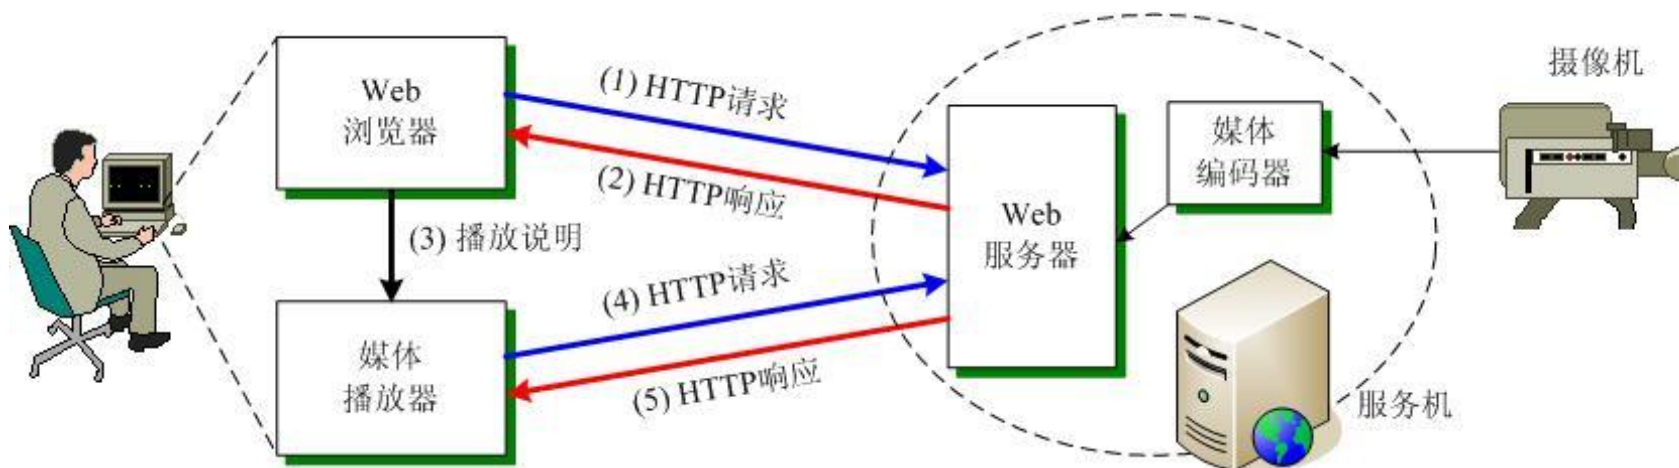 Web
浏览器
(1) HTTP请求
(2) HTTP响应
(3) 播放说明
(4) HTTP请求
(5) HTTP响应
媒体
播放器
Web
服务器
媒体
编码器
摄像机
服务机